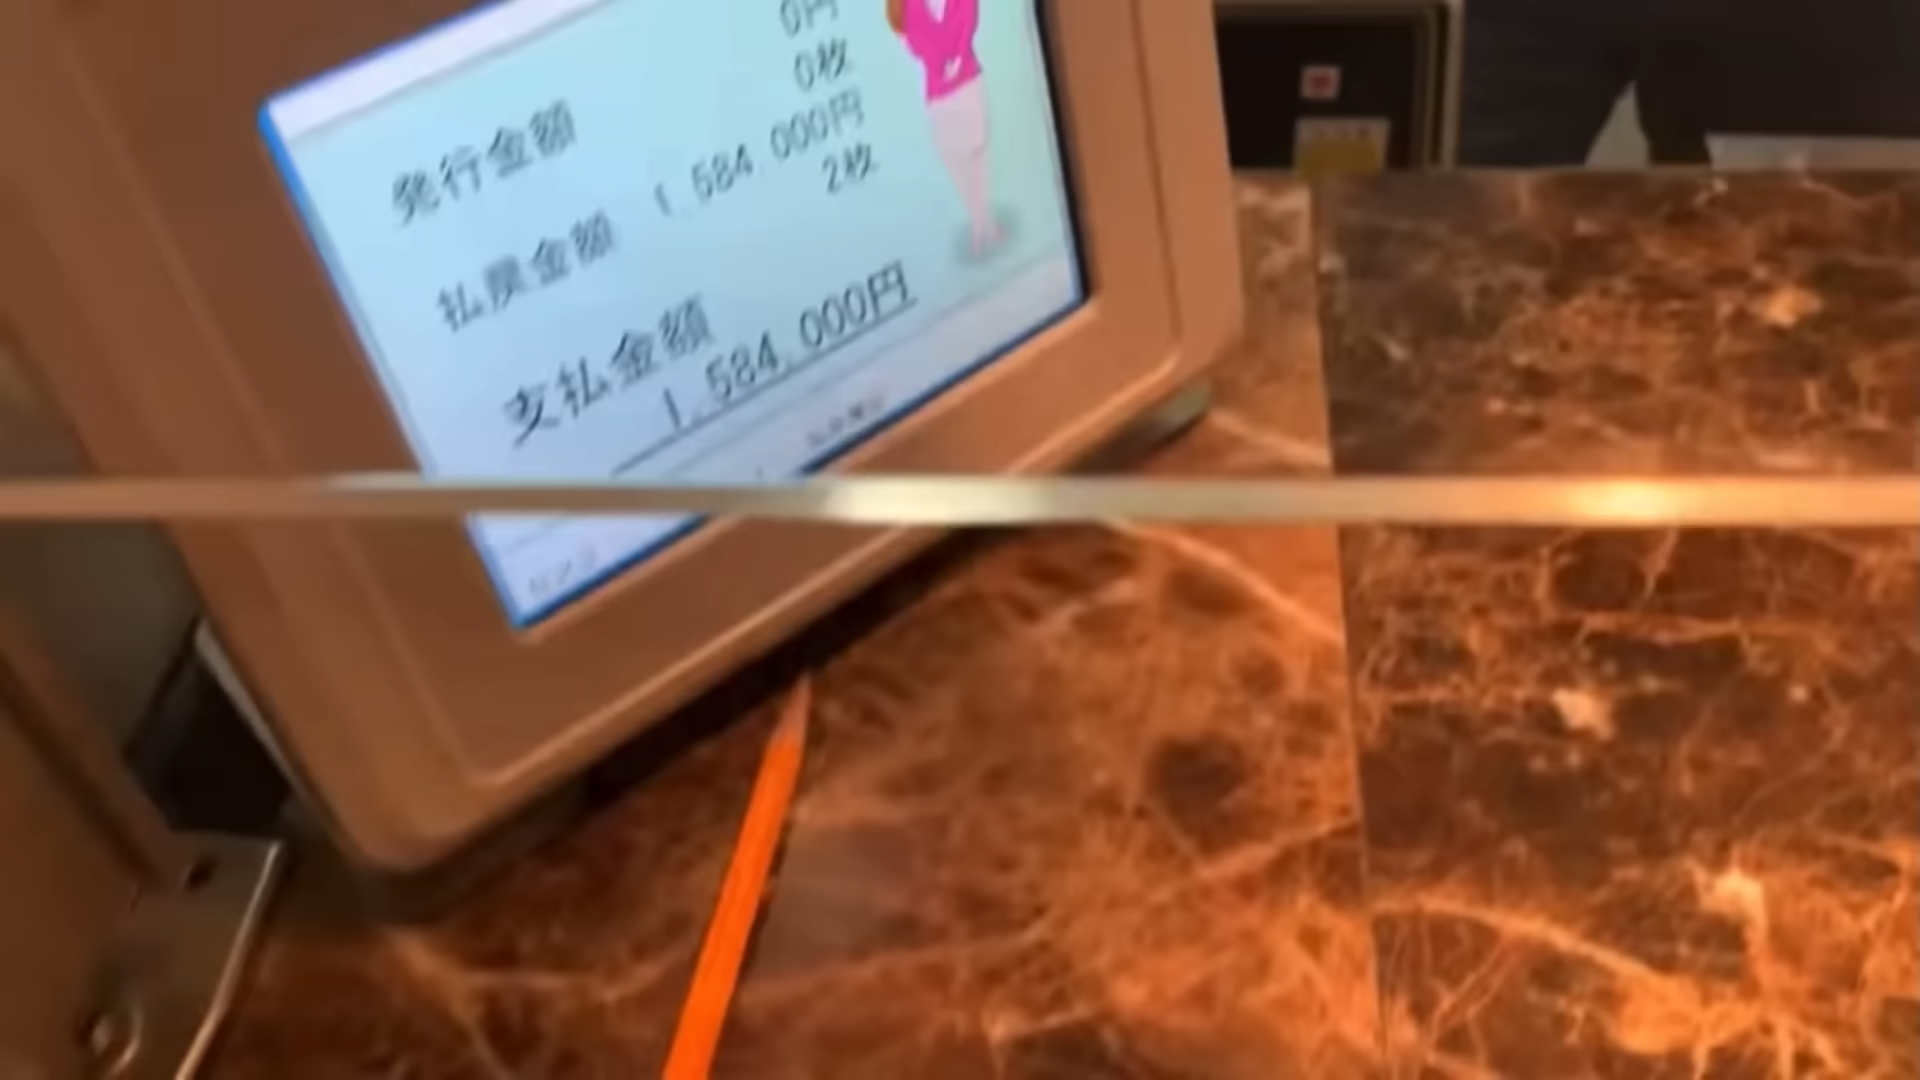 0円
発行金額 0枚
1,584,000円
払戻金額 2枚
支払金額
1,584,000円